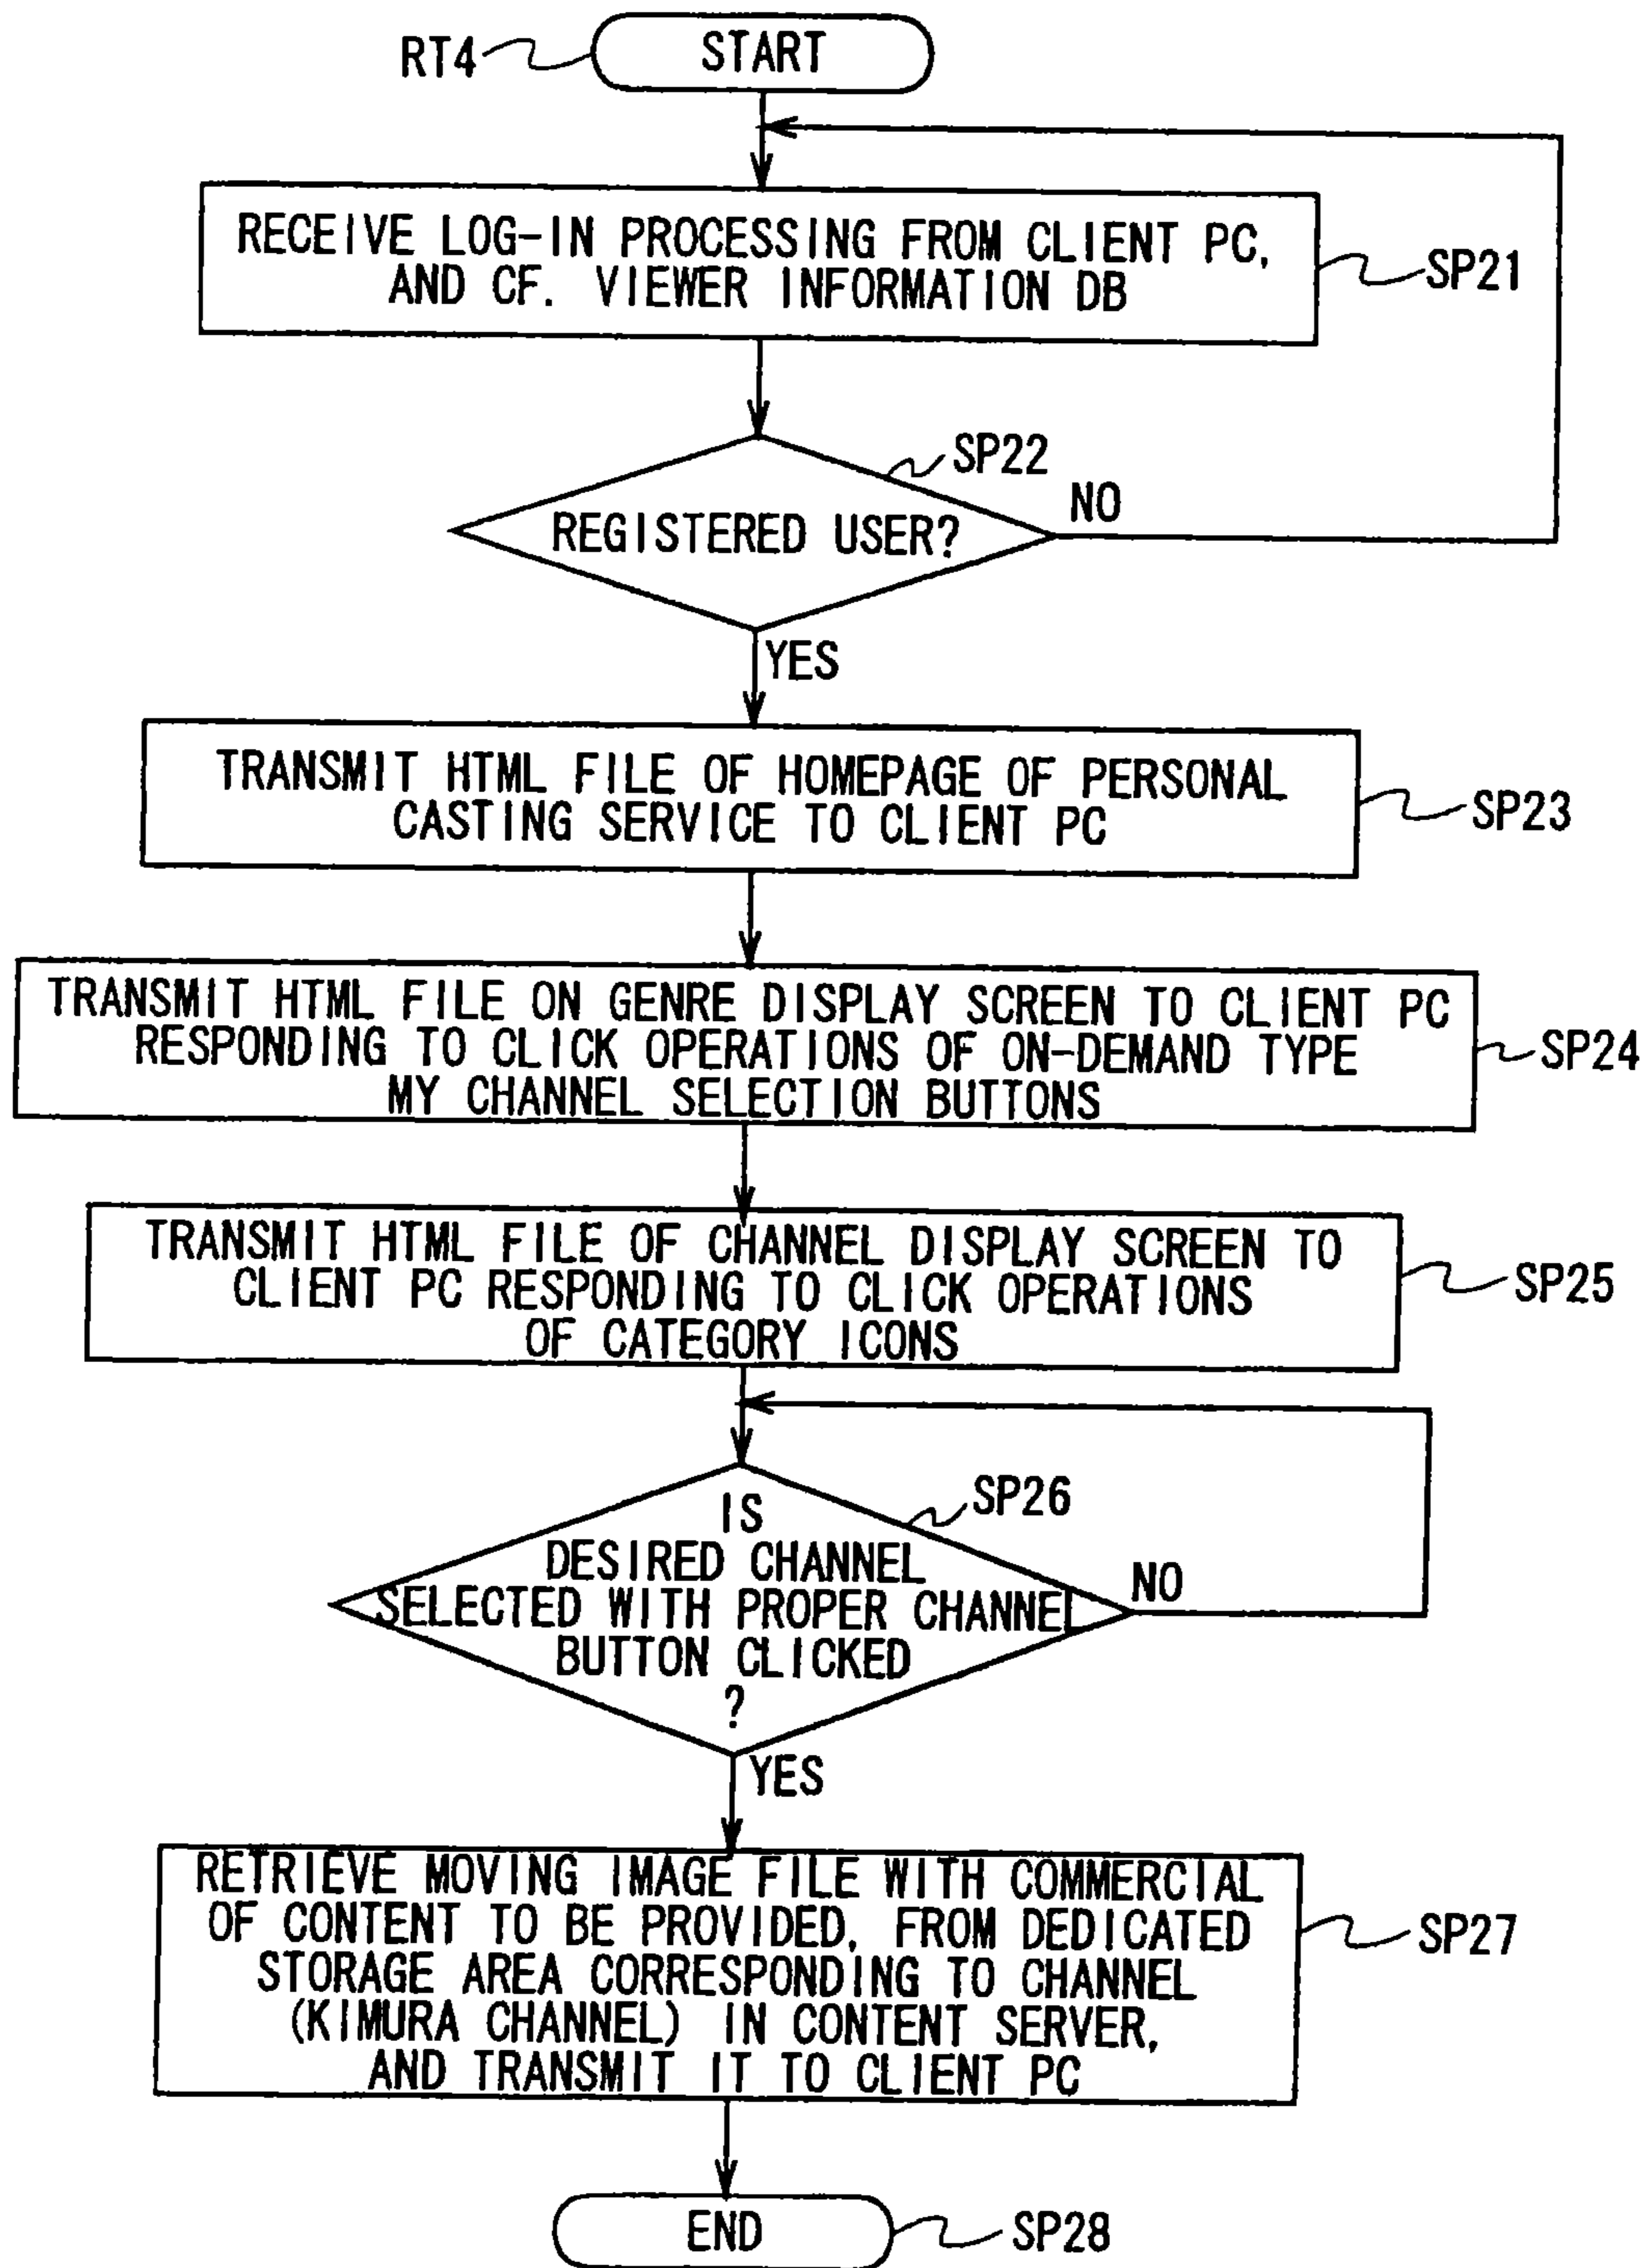 RT4
START
RECEIVE LOG-IN PROCESSING FROM CLIENT PC,
AND CF. VIEWER INFORMATION DB
SP21
SP22
REGISTERED USER?
NO
YES
TRANSMIT HTML FILE OF HOMEPAGE OF PERSONAL
CASTING SERVICE TO CLIENT PC
SP23
TRANSMIT HTML FILE ON GENRE DISPLAY SCREEN TO CLIENT PC
RESPONDING TO CLICK OPERATIONS OF ON-DEMAND TYPE
MY CHANNEL SELECTION BUTTONS
SP24
TRANSMIT HTML FILE OF CHANNEL DISPLAY SCREEN TO
CLIENT PC RESPONDING TO CLICK OPERATIONS
OF CATEGORY ICONS
SP25
SP26
IS
DESIRED CHANNEL
SELECTED WITH PROPER CHANNEL
BUTTON CLICKED
?
NO
YES
RETRIEVE MOVING IMAGE FILE WITH COMMERCIAL
OF CONTENT TO BE PROVIDED, FROM DEDICATED
STORAGE AREA CORRESPONDING TO CHANNEL
(KIMURA CHANNEL) IN CONTENT SERVER,
AND TRANSMIT IT TO CLIENT PC
SP27
END
SP28